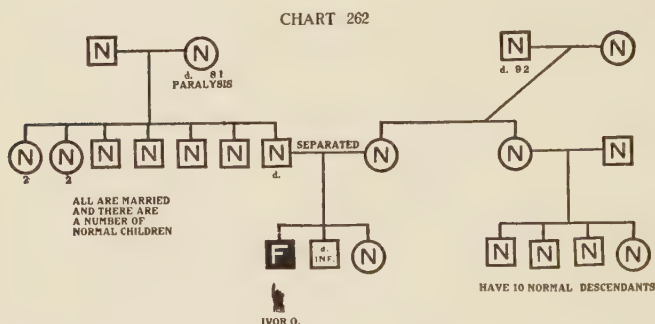 CHART 262
N N N N
d. 81 d. 92
PARALYSIS
N N N N N N N SEPARATED N N N
2 2 d.
ALL ARE MARRIED
AND THERE ARE
A NUMBER OF
NORMAL CHILDREN
F d. N N N N N
INF.
HAVE 10 NORMAL DESCENDANTS
IVOR O.